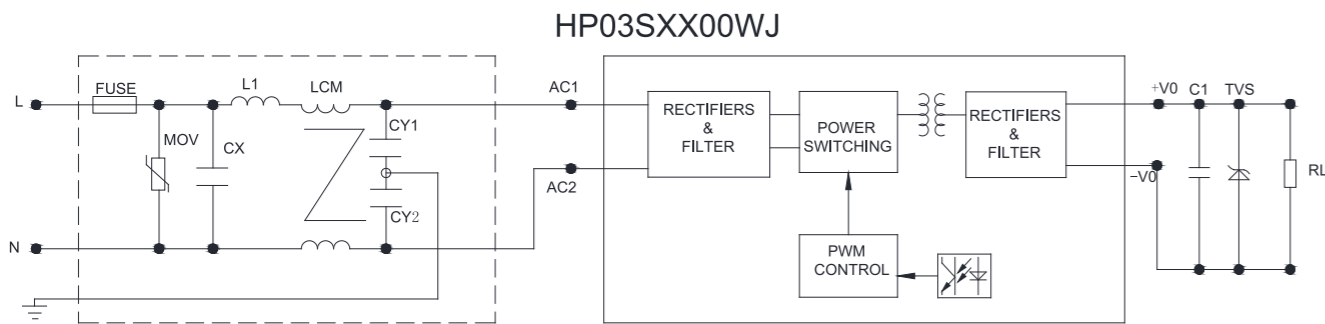 HP03SXX00WJ
L
FUSE
L1
LCM
MOV
CX
CY1
CY2
N
AC1
AC2
RECTIFIERS
&
FILTER
POWER
SWITCHING
PWM
CONTROL
RECTIFIERS
&
FILTER
+V0
C1
TVS
−V0
RL